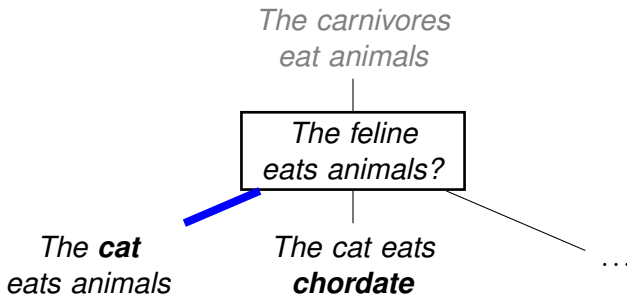 The carnivores
eat animals
The feline
eats animals?
The cat
eats animals
The cat eats
chordate
...